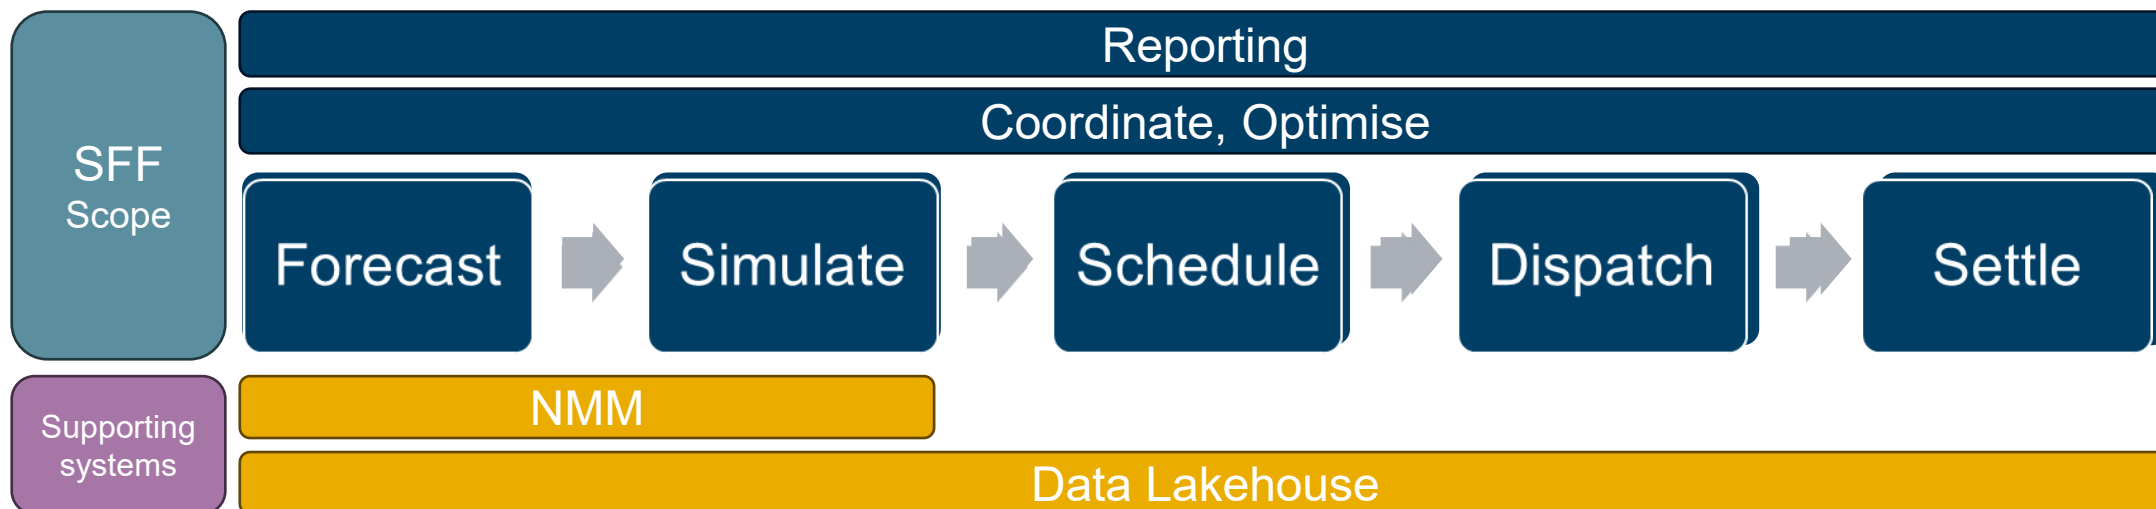 SFF
Scope
Reporting
Coordinate, Optimise
Forecast
Simulate
Schedule
Dispatch
Settle
Supporting
systems
NMM
Data Lakehouse